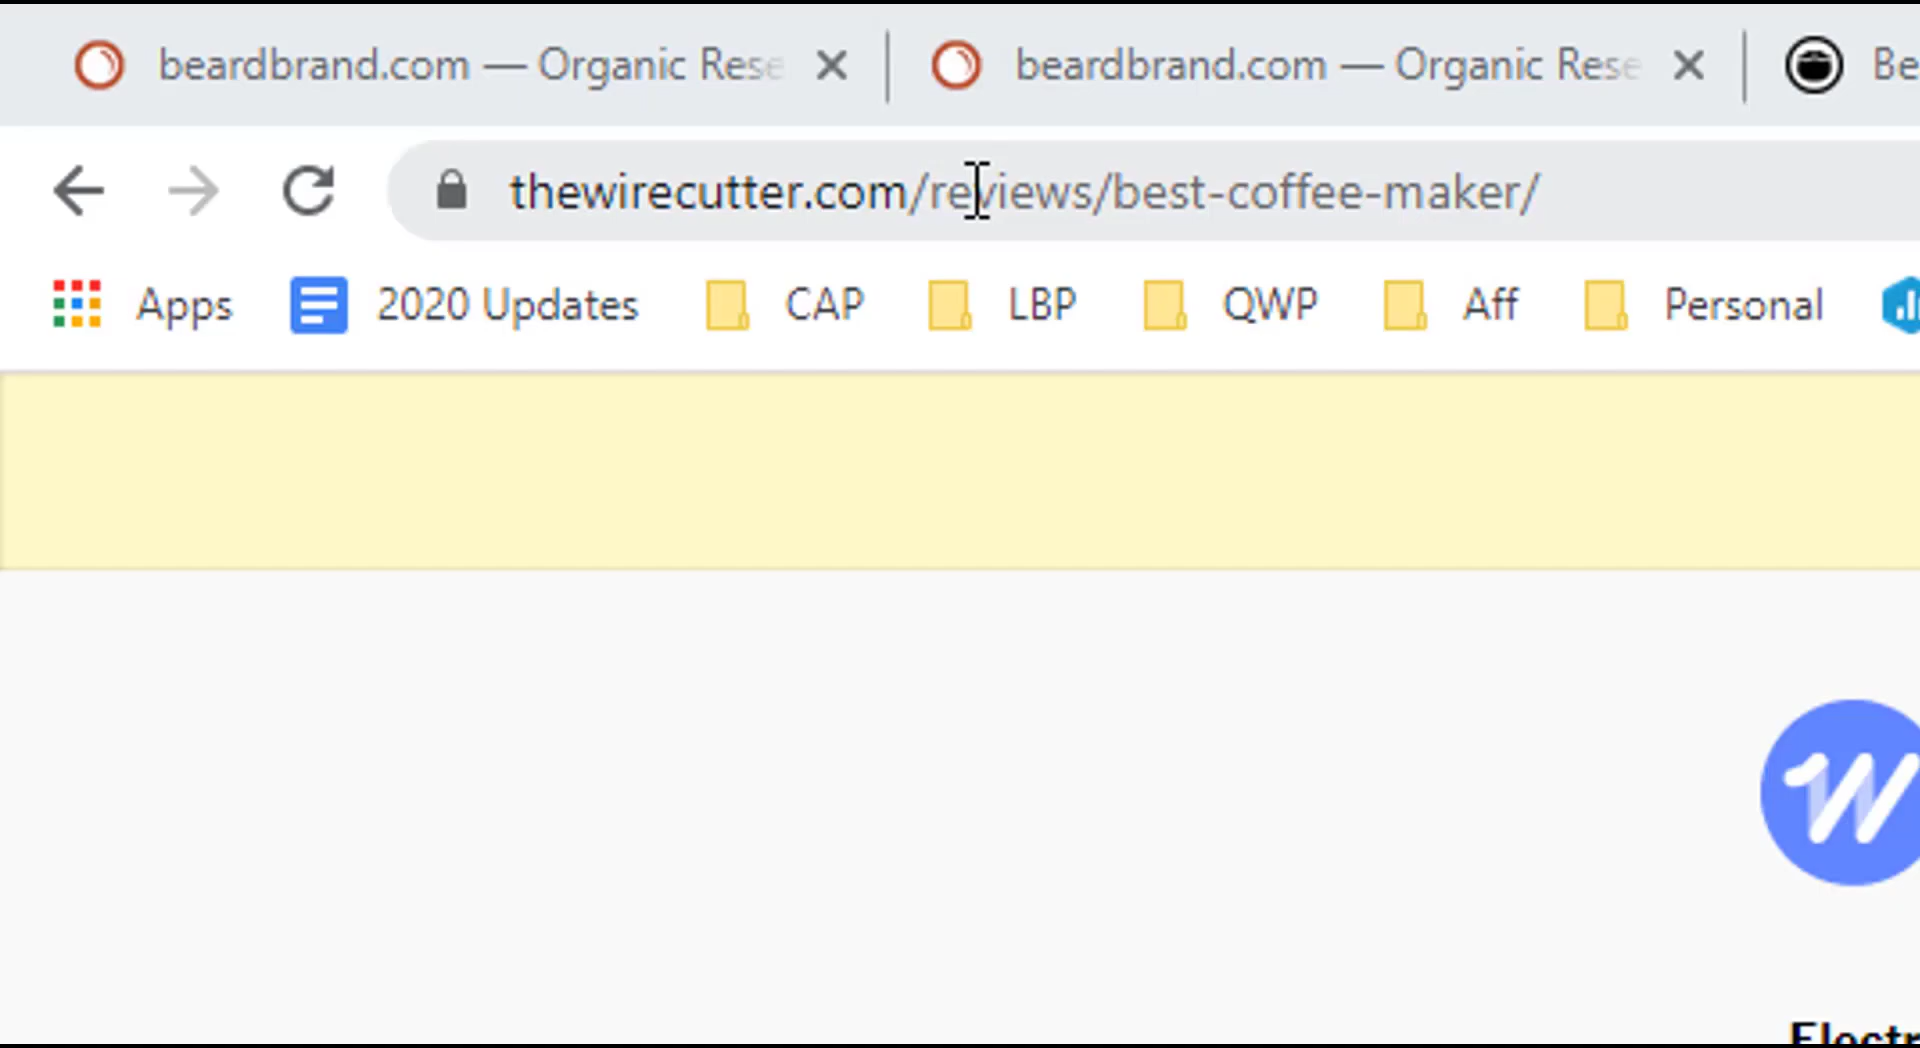 beardbrand.com — Organic Rese beardbrand.com — Organic Rese Be
thewirecutter.com/reviews/best-coffee-maker/
Apps 2020 Updates CAP LBP QWP Aff Personal
W
Electr